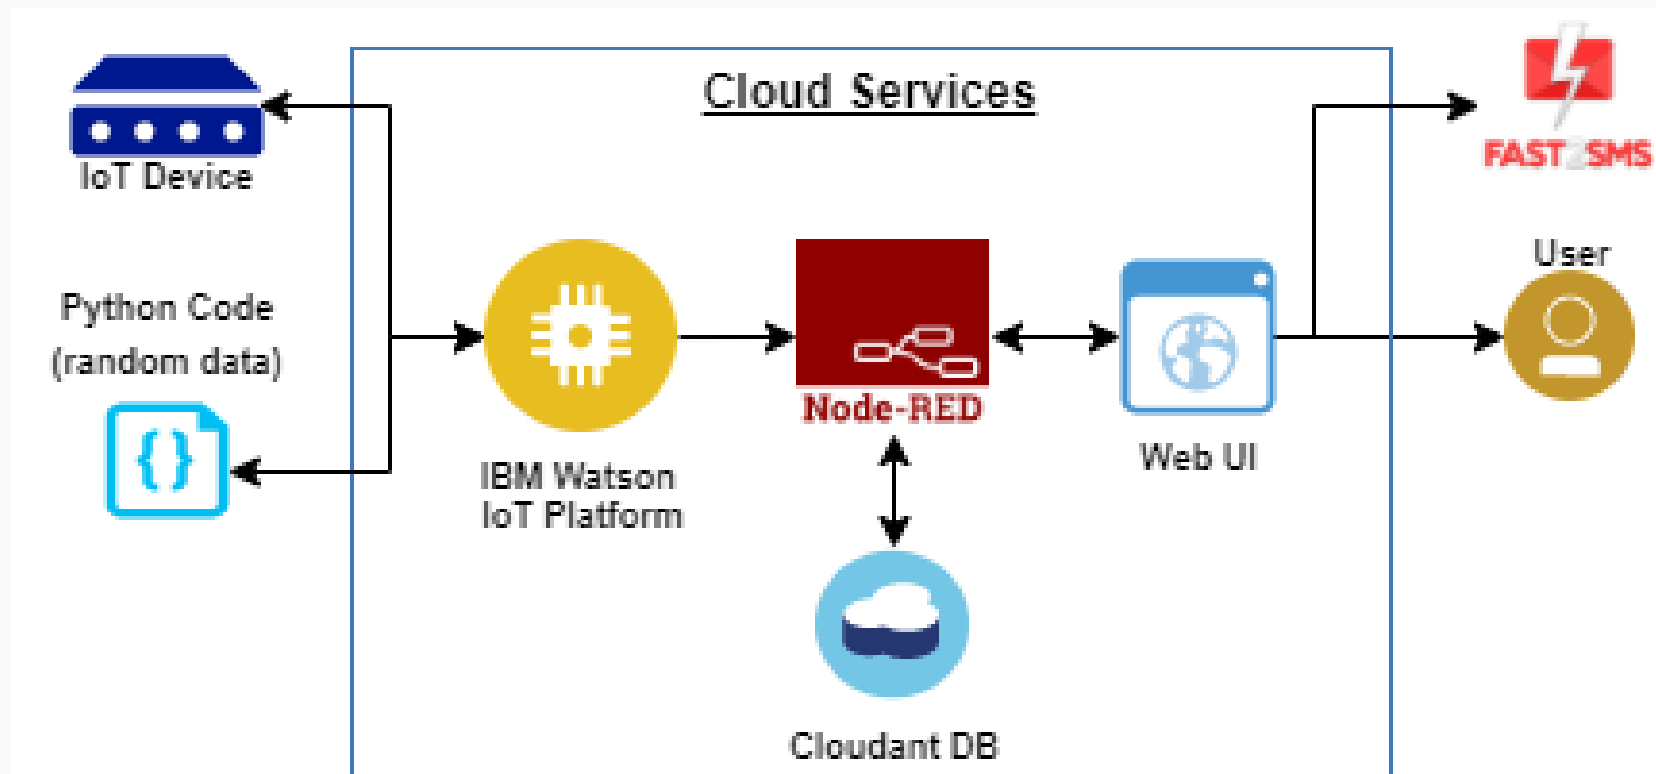 Cloud Services
IoT Device
FAST2SMS
User
Python Code
(random data)
Node-RED
IBM Watson
IoT Platform
Web UI
Cloudant DB